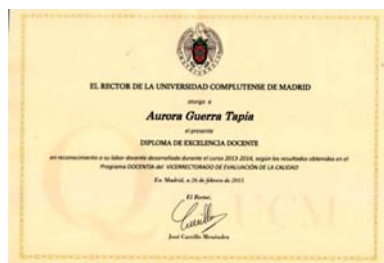 EL RECTOR DE LA UNIVERSIDAD COMPLUTENSE DE MADRID
otorga a
Aurora Guerra Tapia
el presente
DIPLOMA DE EXCELENCIA DOCENTE
en reconocimiento a su labor docente desarrollada durante el curso 2013-2014, según los resultados obtenidos en el
Programa DOCENTIA del VICERRECTORADO DE EVALUACIÓN DE LA CALIDAD
En Madrid, a 26 de febrero de 2015
El Rector,
José Carrillo Menéndez
UCM